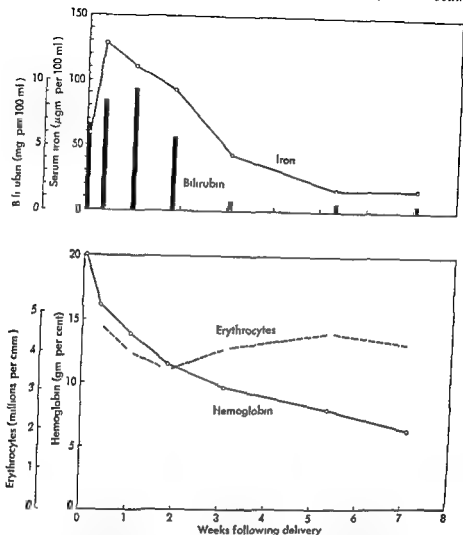 150
10
100
5
50
0
0
Bilirubin (mg per 100 ml)
Serum iron (μgm per 100 ml)
Iron
Bilirubin
20
5
4
15
3
10
2
5
1
0
0
Erythrocytes (millions per cmm)
Hemoglobin (gm per cent)
Erythrocytes
Hemoglobin
0 1 2 3 4 5 6 7 8
Weeks following delivery